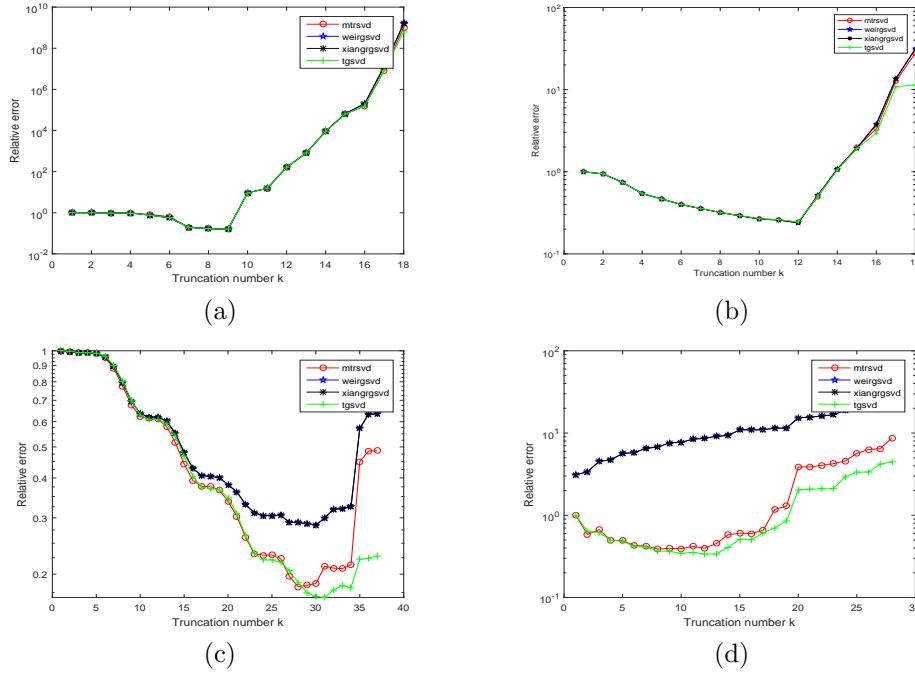 10^10
10^8
10^6
10^4
10^2
10^0
10^-2
Relative error
0 2 4 6 8 10 12 14 16 18
Truncation number k
mtrsvd
weirgsvd
xiangrgsvd
tgsvd
(a)
10^2
10^1
10^0
10^-1
Relative error
0 2 4 6 8 10 12 14 16 18
Truncation number k
mtrsvd
weirgsvd
xiangrgsvd
tgsvd
(b)
1
0.9
0.8
0.7
0.6
0.5
0.4
0.3
0.2
Relative error
0 5 10 15 20 25 30 35 40
Truncation number k
mtrsvd
weirgsvd
xiangrgsvd
tgsvd
(c)
10^2
10^1
10^0
10^-1
Relative error
0 5 10 15 20 25 30
Truncation number k
mtrsvd
weirgsvd
xiangrgsvd
tgsvd
(d)